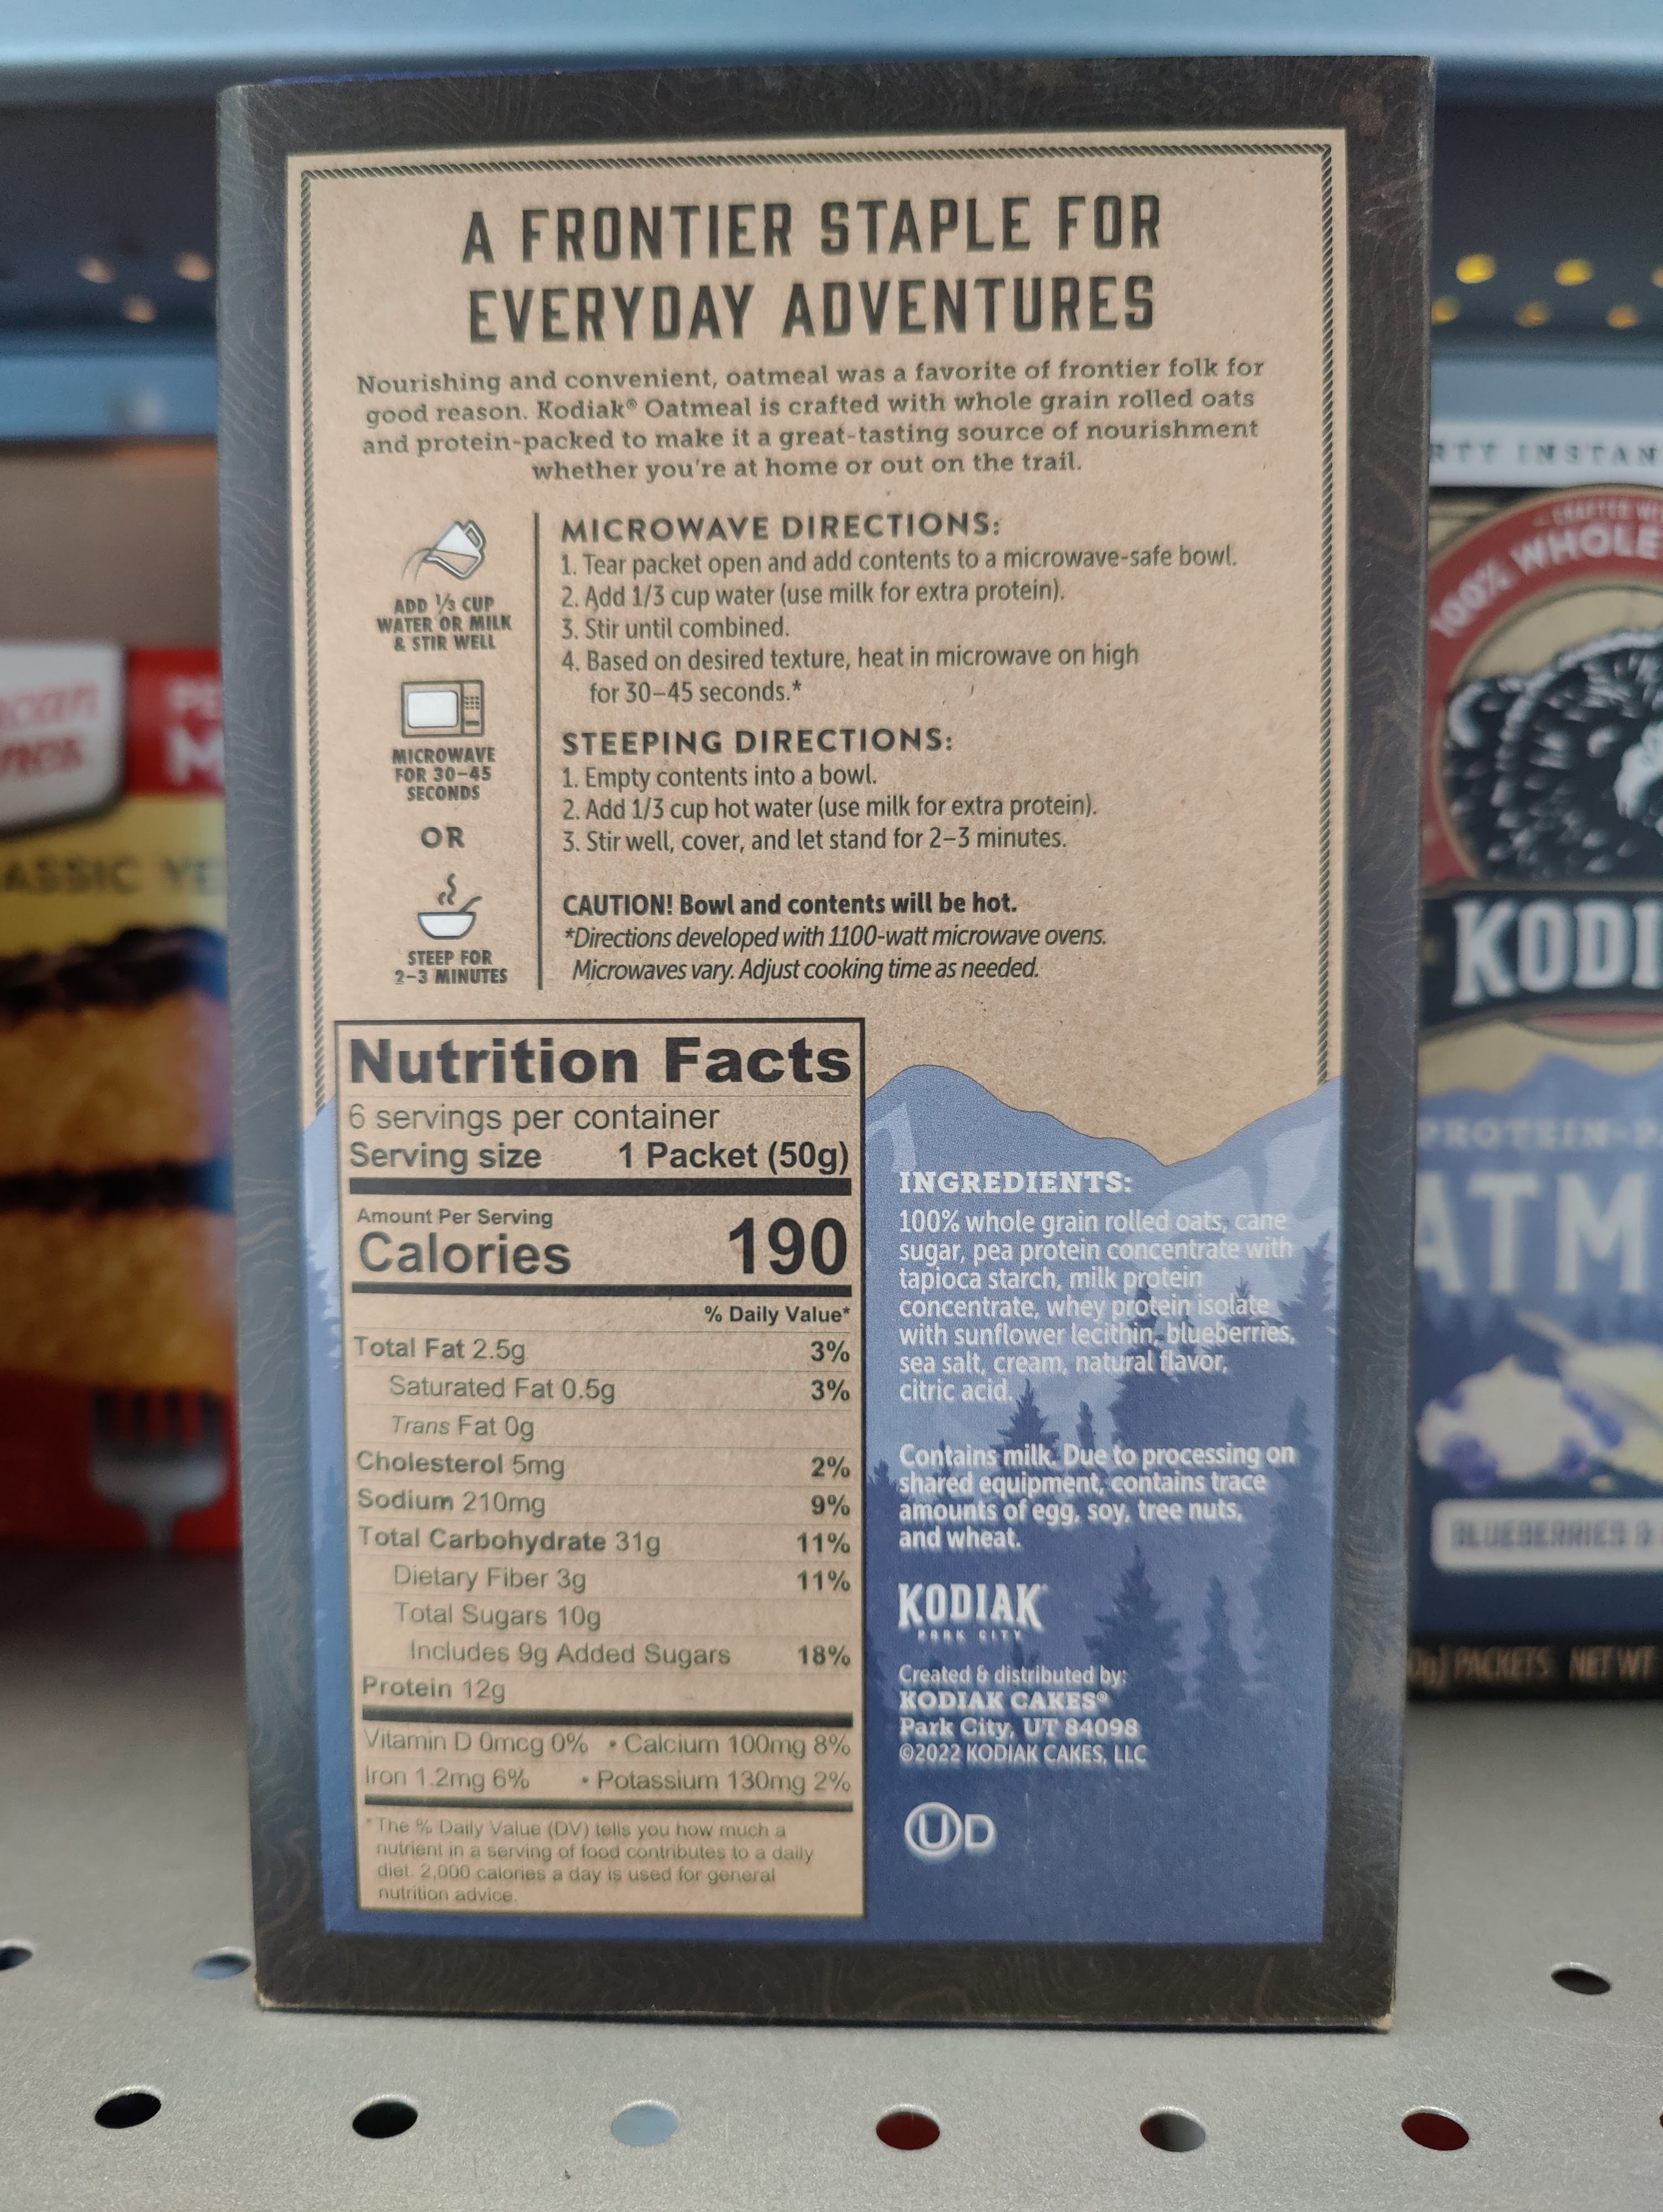 A FRONTIER STAPLE FOR
EVERYDAY ADVENTURES
Nourishing and convenient, oatmeal was a favorite of frontier folk for
good reason. Kodiak® Oatmeal is crafted with whole grain rolled oats
and protein-packed to make it a great-tasting source of nourishment
whether you're at home or out on the trail.
ADD 1/3 CUP
WATER OR MILK
& STIR WELL
MICROWAVE
FOR 30–45
SECONDS
OR
STEEP FOR
2–3 MINUTES
MICROWAVE DIRECTIONS:
1. Tear packet open and add contents to a microwave-safe bowl.
2. Add 1/3 cup water (use milk for extra protein).
3. Stir until combined.
4. Based on desired texture, heat in microwave on high
for 30–45 seconds.*
STEEPING DIRECTIONS:
1. Empty contents into a bowl.
2. Add 1/3 cup hot water (use milk for extra protein).
3. Stir well, cover, and let stand for 2–3 minutes.
CAUTION! Bowl and contents will be hot.
*Directions developed with 1100-watt microwave ovens.
Microwaves vary. Adjust cooking time as needed.
Nutrition Facts
6 servings per container
Serving size 1 Packet (50g)
Amount Per Serving
Calories 190
% Daily Value*
Total Fat 2.5g 3%
Saturated Fat 0.5g 3%
Trans Fat 0g
Cholesterol 5mg 2%
Sodium 210mg 9%
Total Carbohydrate 31g 11%
Dietary Fiber 3g 11%
Total Sugars 10g
Includes 9g Added Sugars 18%
Protein 12g
Vitamin D 0mcg 0% • Calcium 100mg 8%
Iron 1.2mg 6% • Potassium 130mg 2%
*The % Daily Value (DV) tells you how much a
nutrient in a serving of food contributes to a daily
diet. 2,000 calories a day is used for general
nutrition advice.
INGREDIENTS:
100% whole grain rolled oats, cane
sugar, pea protein concentrate with
tapioca starch, milk protein
concentrate, whey protein isolate
with sunflower lecithin, blueberries,
sea salt, cream, natural flavor,
citric acid.
Contains milk. Due to processing on
shared equipment, contains trace
amounts of egg, soy, tree nuts,
and wheat.
KODIAK
PARK CITY
Created & distributed by:
KODIAK CAKES®
Park City, UT 84098
©2022 KODIAK CAKES, LLC
U D
100% WHOLE
KODI
ATM
BLUEBERRIES &
PACKETS NET WT